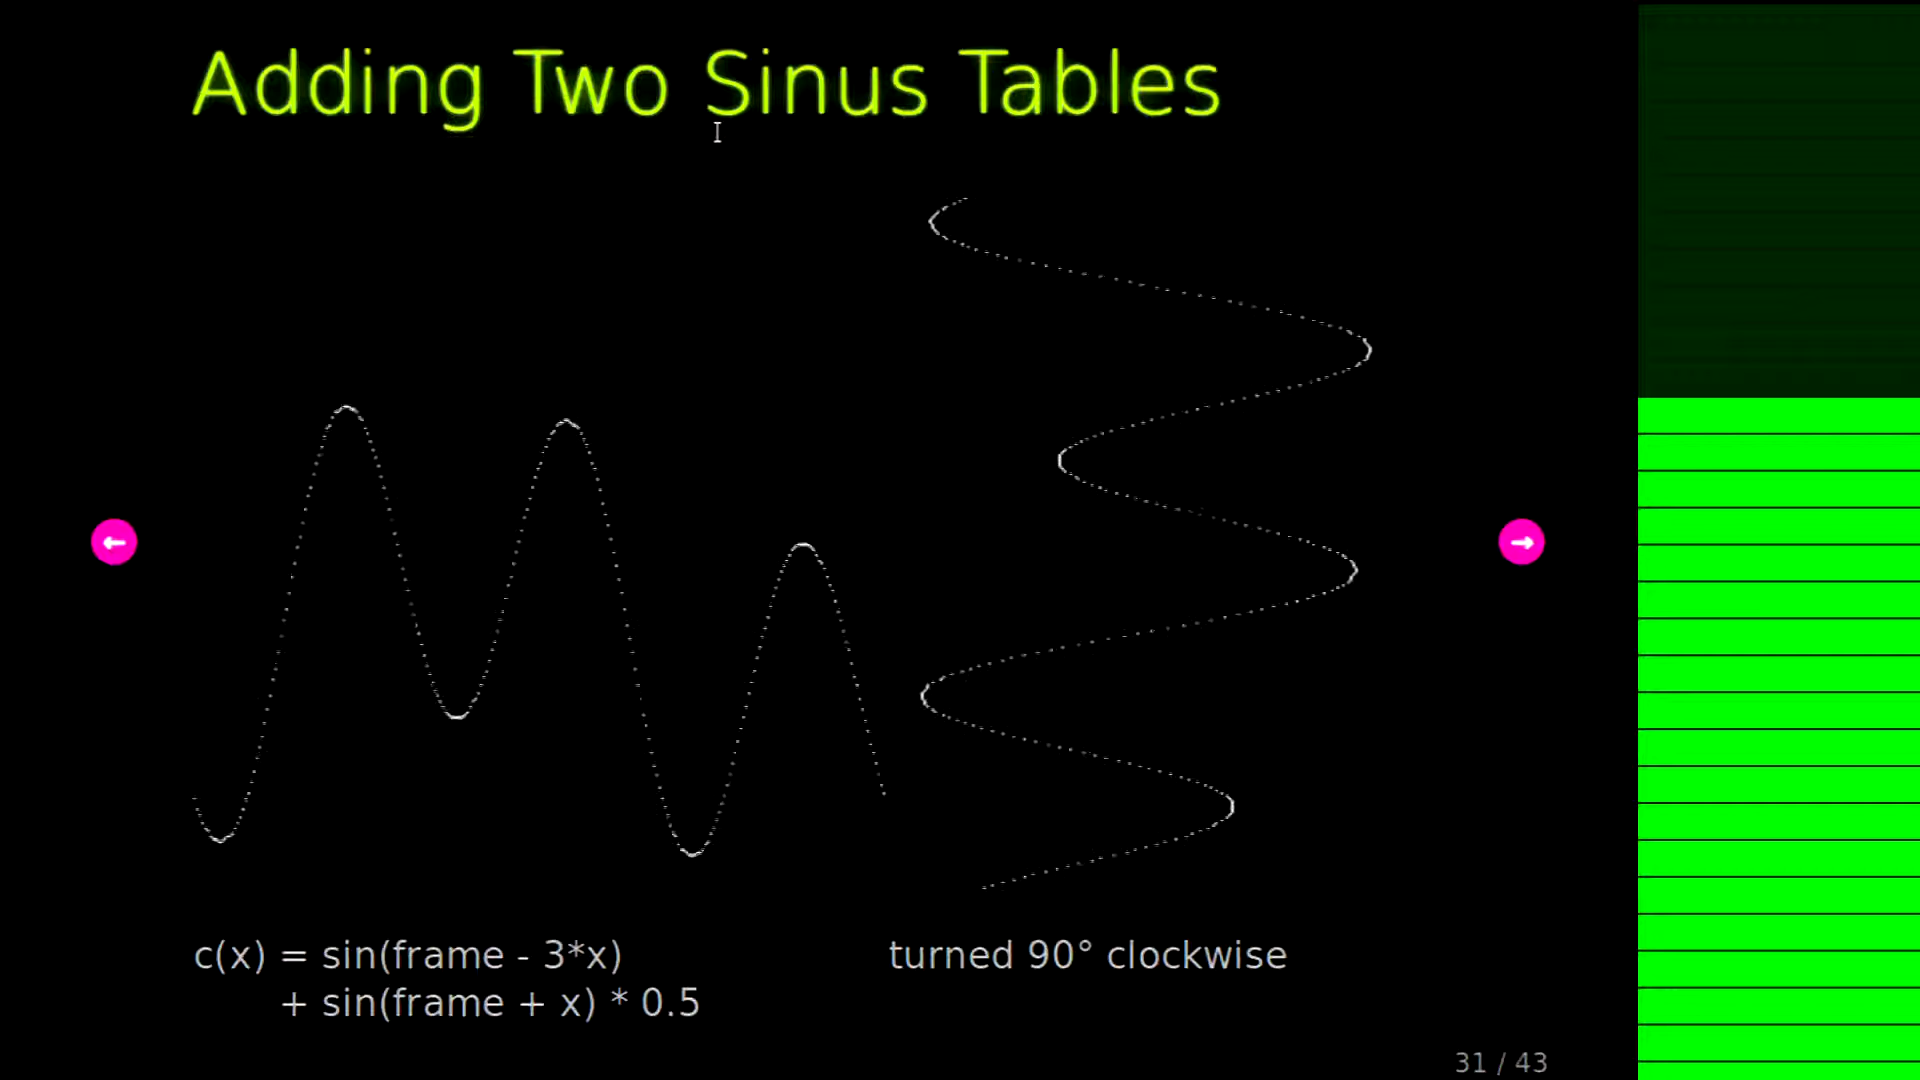 Adding Two Sinus Tables
c(x) = sin(frame - 3*x)
+ sin(frame + x) * 0.5
turned 90° clockwise
31 / 43